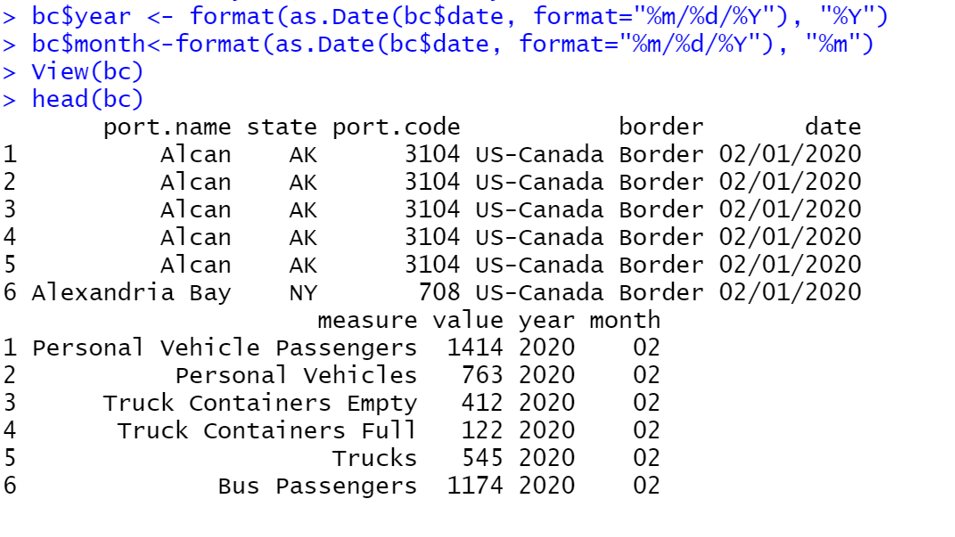 > bc$year <- format(as.Date(bc$date, format="%m/%d/%Y"), "%Y")
> bc$month<-format(as.Date(bc$date, format="%m/%d/%Y"), "%m")
> View(bc)
> head(bc)
       port.name state port.code           border       date
1          Alcan    AK      3104 US-Canada Border 02/01/2020
2          Alcan    AK      3104 US-Canada Border 02/01/2020
3          Alcan    AK      3104 US-Canada Border 02/01/2020
4          Alcan    AK      3104 US-Canada Border 02/01/2020
5          Alcan    AK      3104 US-Canada Border 02/01/2020
6 Alexandria Bay    NY       708 US-Canada Border 02/01/2020
                      measure value year month
1 Personal Vehicle Passengers  1414 2020    02
2           Personal Vehicles   763 2020    02
3      Truck Containers Empty   412 2020    02
4       Truck Containers Full   122 2020    02
5                      Trucks   545 2020    02
6              Bus Passengers  1174 2020    02